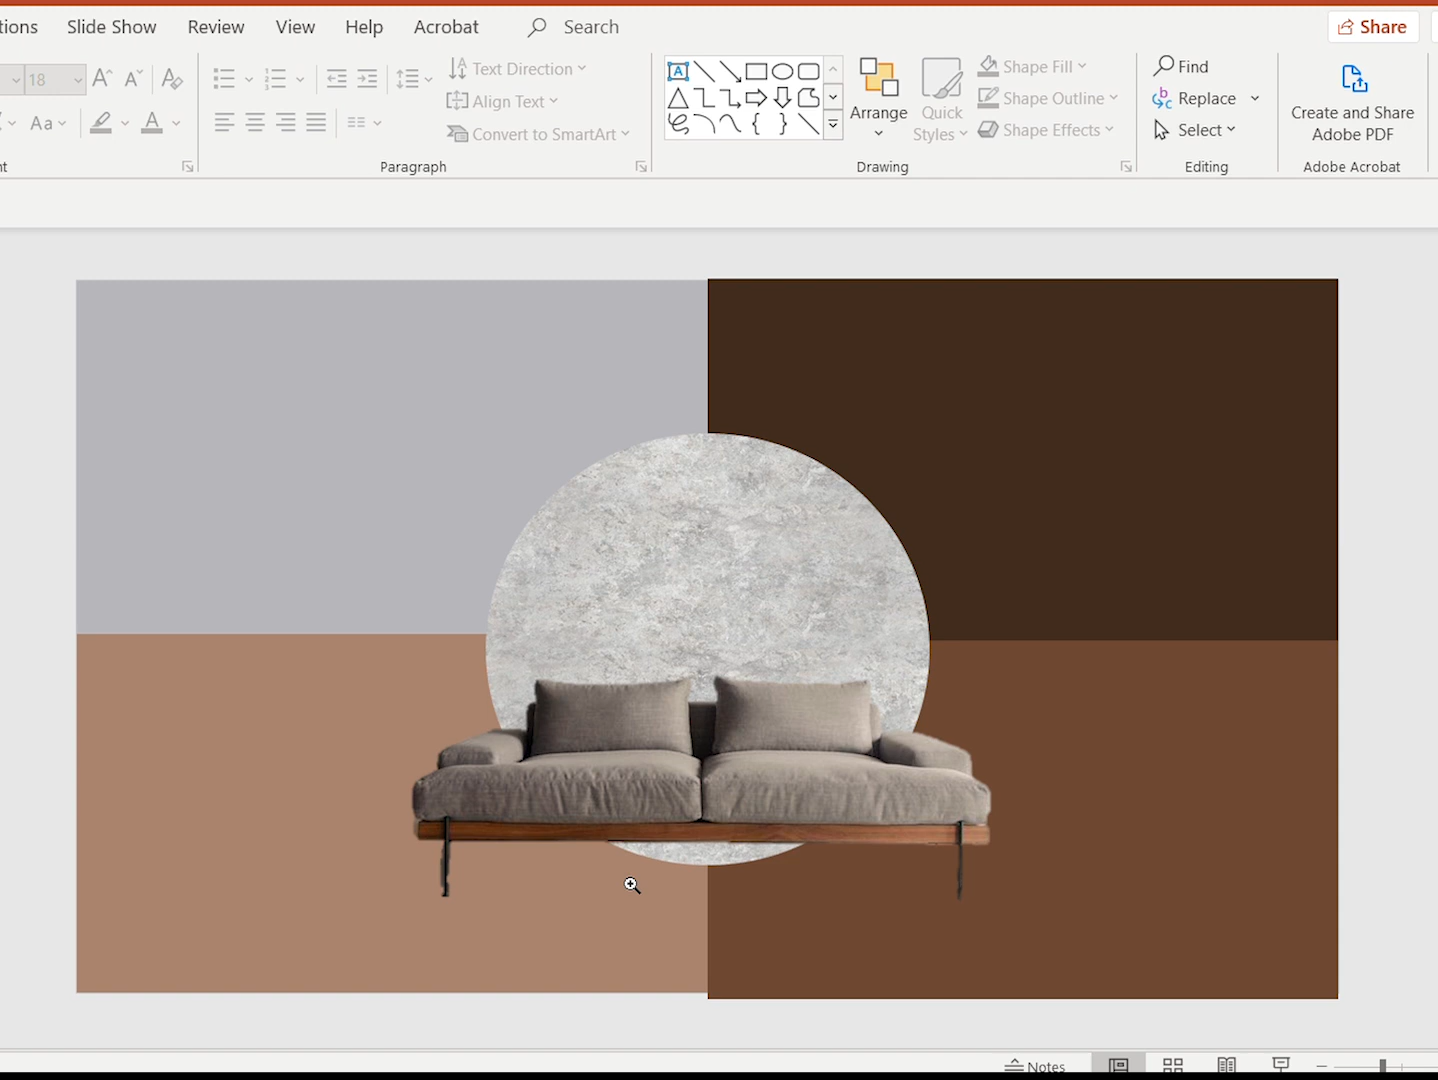 tions Slide Show Review View Help Acrobat Search Share
18 A A A Text Direction Shape Fill Find
Align Text Arrange Quick Styles Shape Outline Replace
Aa A Convert to SmartArt Shape Effects Select Create and Share Adobe PDF
nt Paragraph Drawing Editing Adobe Acrobat
Notes